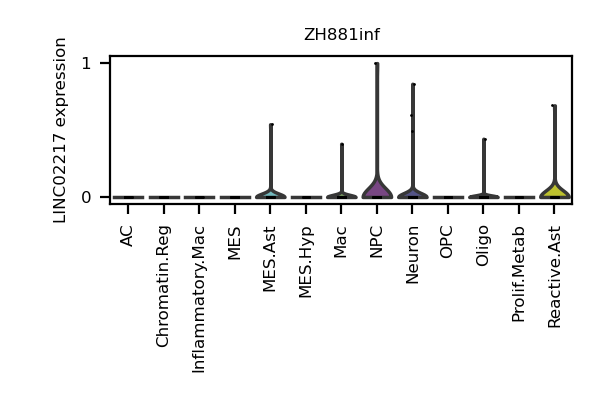 ZH881inf
LINC02217 expression
1
0
AC
Chromatin.Reg
Inflammatory.Mac
MES
MES.Ast
MES.Hyp
Mac
NPC
Neuron
OPC
Oligo
Prolif.Metab
Reactive.Ast